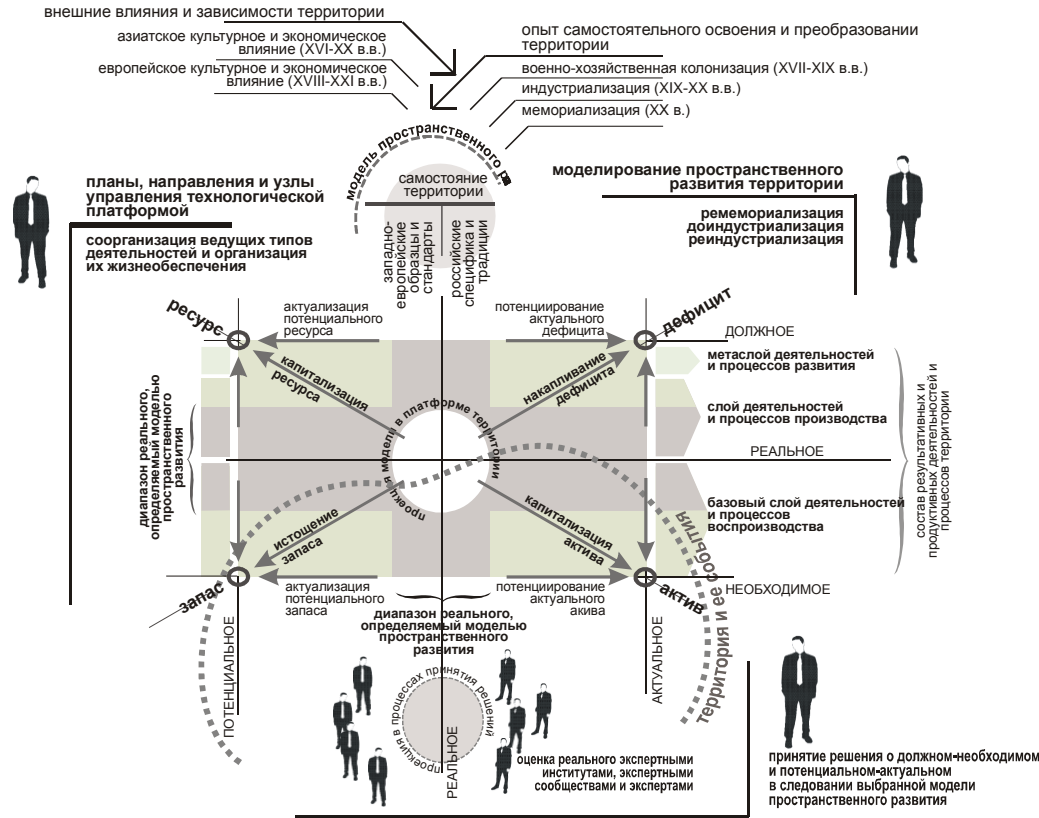 внешние влияния и зависимости территории
азиатское культурное и экономическое
влияние (XVI-XX в.в.)
европейское культурное и экономическое
влияние (XVIII-XXI в.в.)
опыт самостоятельного освоения и преобразовании
территории
военно-хозяйственная колонизация (XVII-XIX в.в.)
индустриализация (XIX-XX в.в.)
мемориализация (XX в.)
модель пространственного
самостояние
территории
западно-
европейские
образцы и
стандарты
российские
специфика и
традиции
планы, направления и узлы
управления технологической
платформой
соорганизация ведущих типов
деятельностей и организация
их жизнеобеспечения
моделирование пространственного
развития территории
ремемориализация
доиндустриализация
реиндустриализация
ресурс
актуализация
потенциального
ресурса
потенциирование
актуального
дефицита
дефицит
ДОЛЖНОЕ
капитализация
ресурса
накапливание
дефицита
метаслой деятельностей
и процессов развития
слой деятельностей
и процессов производства
РЕАЛЬНОЕ
базовый слой деятельностей
и процессов
воспроизводства
состав результативных и
продуктивных деятельностей и
процессов территории
диапазон реального,
определяемый моделью
пространственного
развития
проекция модели в платформе территории
истощение
запаса
капитализация
актива
запас
актуализация
потенциального
запаса
потенциирование
актуального
акива
актив
НЕОБХОДИМОЕ
диапазон реального,
определяемый моделью
пространственного
развития
ПОТЕНЦИАЛЬНОЕ
АКТУАЛЬНОЕ
территория и ее события
проекция в процессах принятия решений
РЕАЛЬНОЕ
оценка реального экспертными
институтами, экспертными
сообществами и экспертами
принятие решения о должном-необходимом
и потенциальном-актуальном
в следовании выбранной модели
пространственного развития